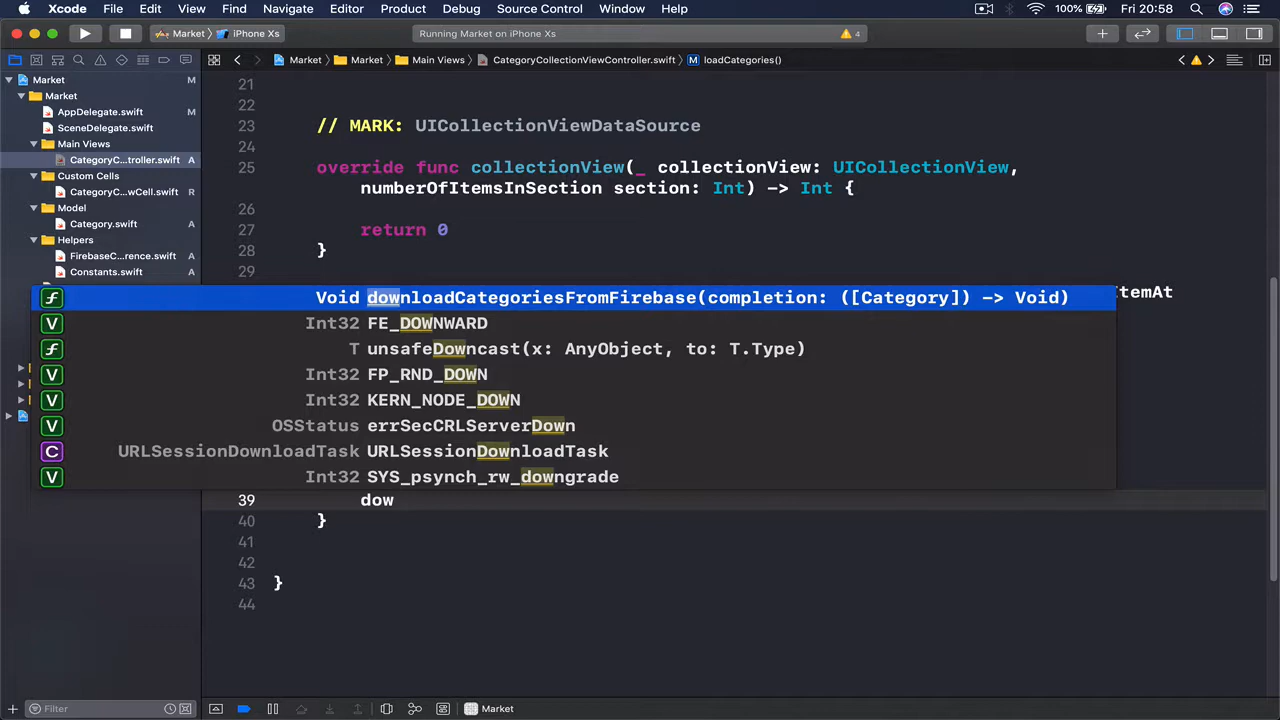 Xcode File Edit View Find Navigate Editor Product Debug Source Control Window Help 100% Fri 20:58
Market iPhone Xs Running Market on iPhone Xs 4
Market M
Market
AppDelegate.swift M
SceneDelegate.swift
Main Views
CategoryC...troller.swift A
Custom Cells
CategoryC...wCell.swift R
Model
Category.swift A
Helpers
FirebaseC...rence.swift A
Constants.swift A
Market Market Main Views CategoryCollectionViewController.swift M loadCategories()
21
22
23 // MARK: UICollectionViewDataSource
24
25 override func collectionView(_ collectionView: UICollectionView,
numberOfItemsInSection section: Int) -> Int {
26
27 return 0
28 }
29
temAt
f Void downloadCategoriesFromFirebase(completion: ([Category]) -> Void)
V Int32 FE_DOWNWARD
f T unsafeDowncast(x: AnyObject, to: T.Type)
V Int32 FP_RND_DOWN
V Int32 KERN_NODE_DOWN
V OSStatus errSecCRLServerDown
C URLSessionDownloadTask URLSessionDownloadTask
V Int32 SYS_psynch_rw_downgrade
39 dow
40 }
41
42
43 }
44
Filter Market